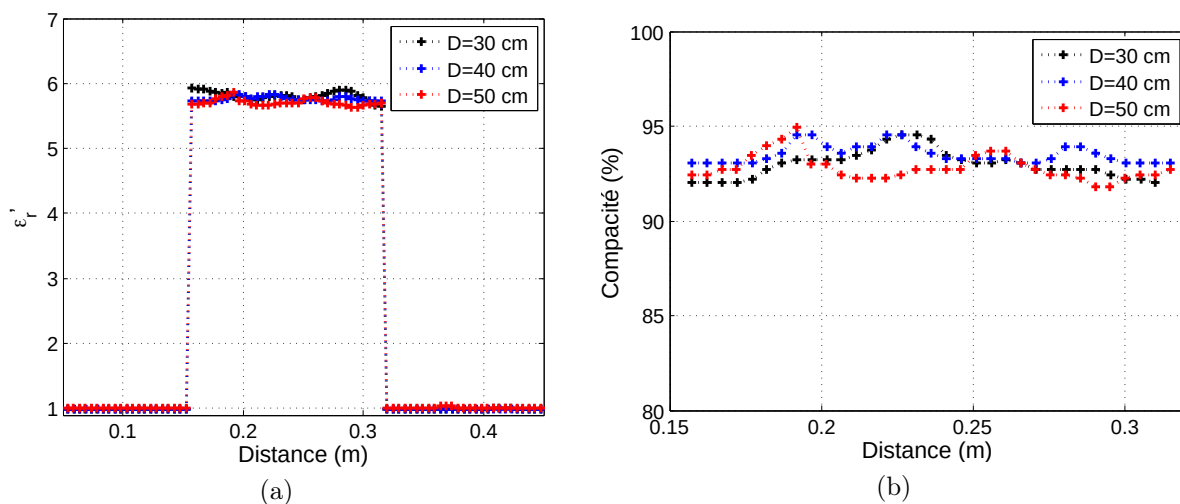 7
6
5
4
3
2
1
εr’
0.1
0.2
0.3
0.4
Distance (m)
D=30 cm
D=40 cm
D=50 cm
(a)
100
95
90
85
80
Compacité (%)
0.15
0.2
0.25
0.3
Distance (m)
D=30 cm
D=40 cm
D=50 cm
(b)